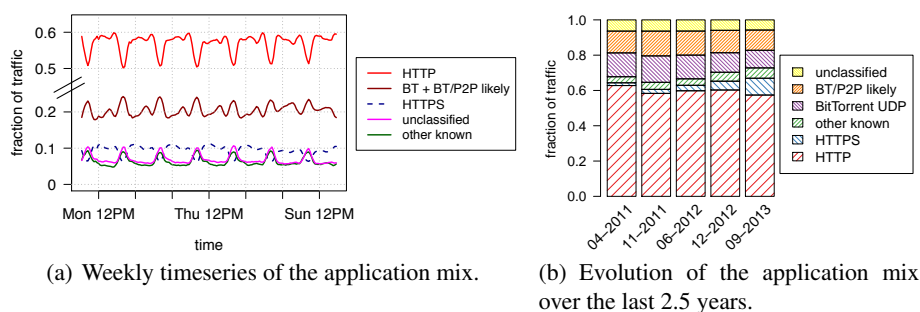 fraction of traffic
0.6
0.5
0.2
0.1
0
Mon 12PM
Thu 12PM
Sun 12PM
time
HTTP
BT + BT/P2P likely
HTTPS
unclassified
other known
(a) Weekly timeseries of the application mix.
fraction of traffic
1.0
0.8
0.6
0.4
0.2
0.0
04−2011
11−2011
06−2012
12−2012
09−2013
unclassified
BT/P2P likely
BitTorrent UDP
other known
HTTPS
HTTP
(b) Evolution of the application mix
over the last 2.5 years.